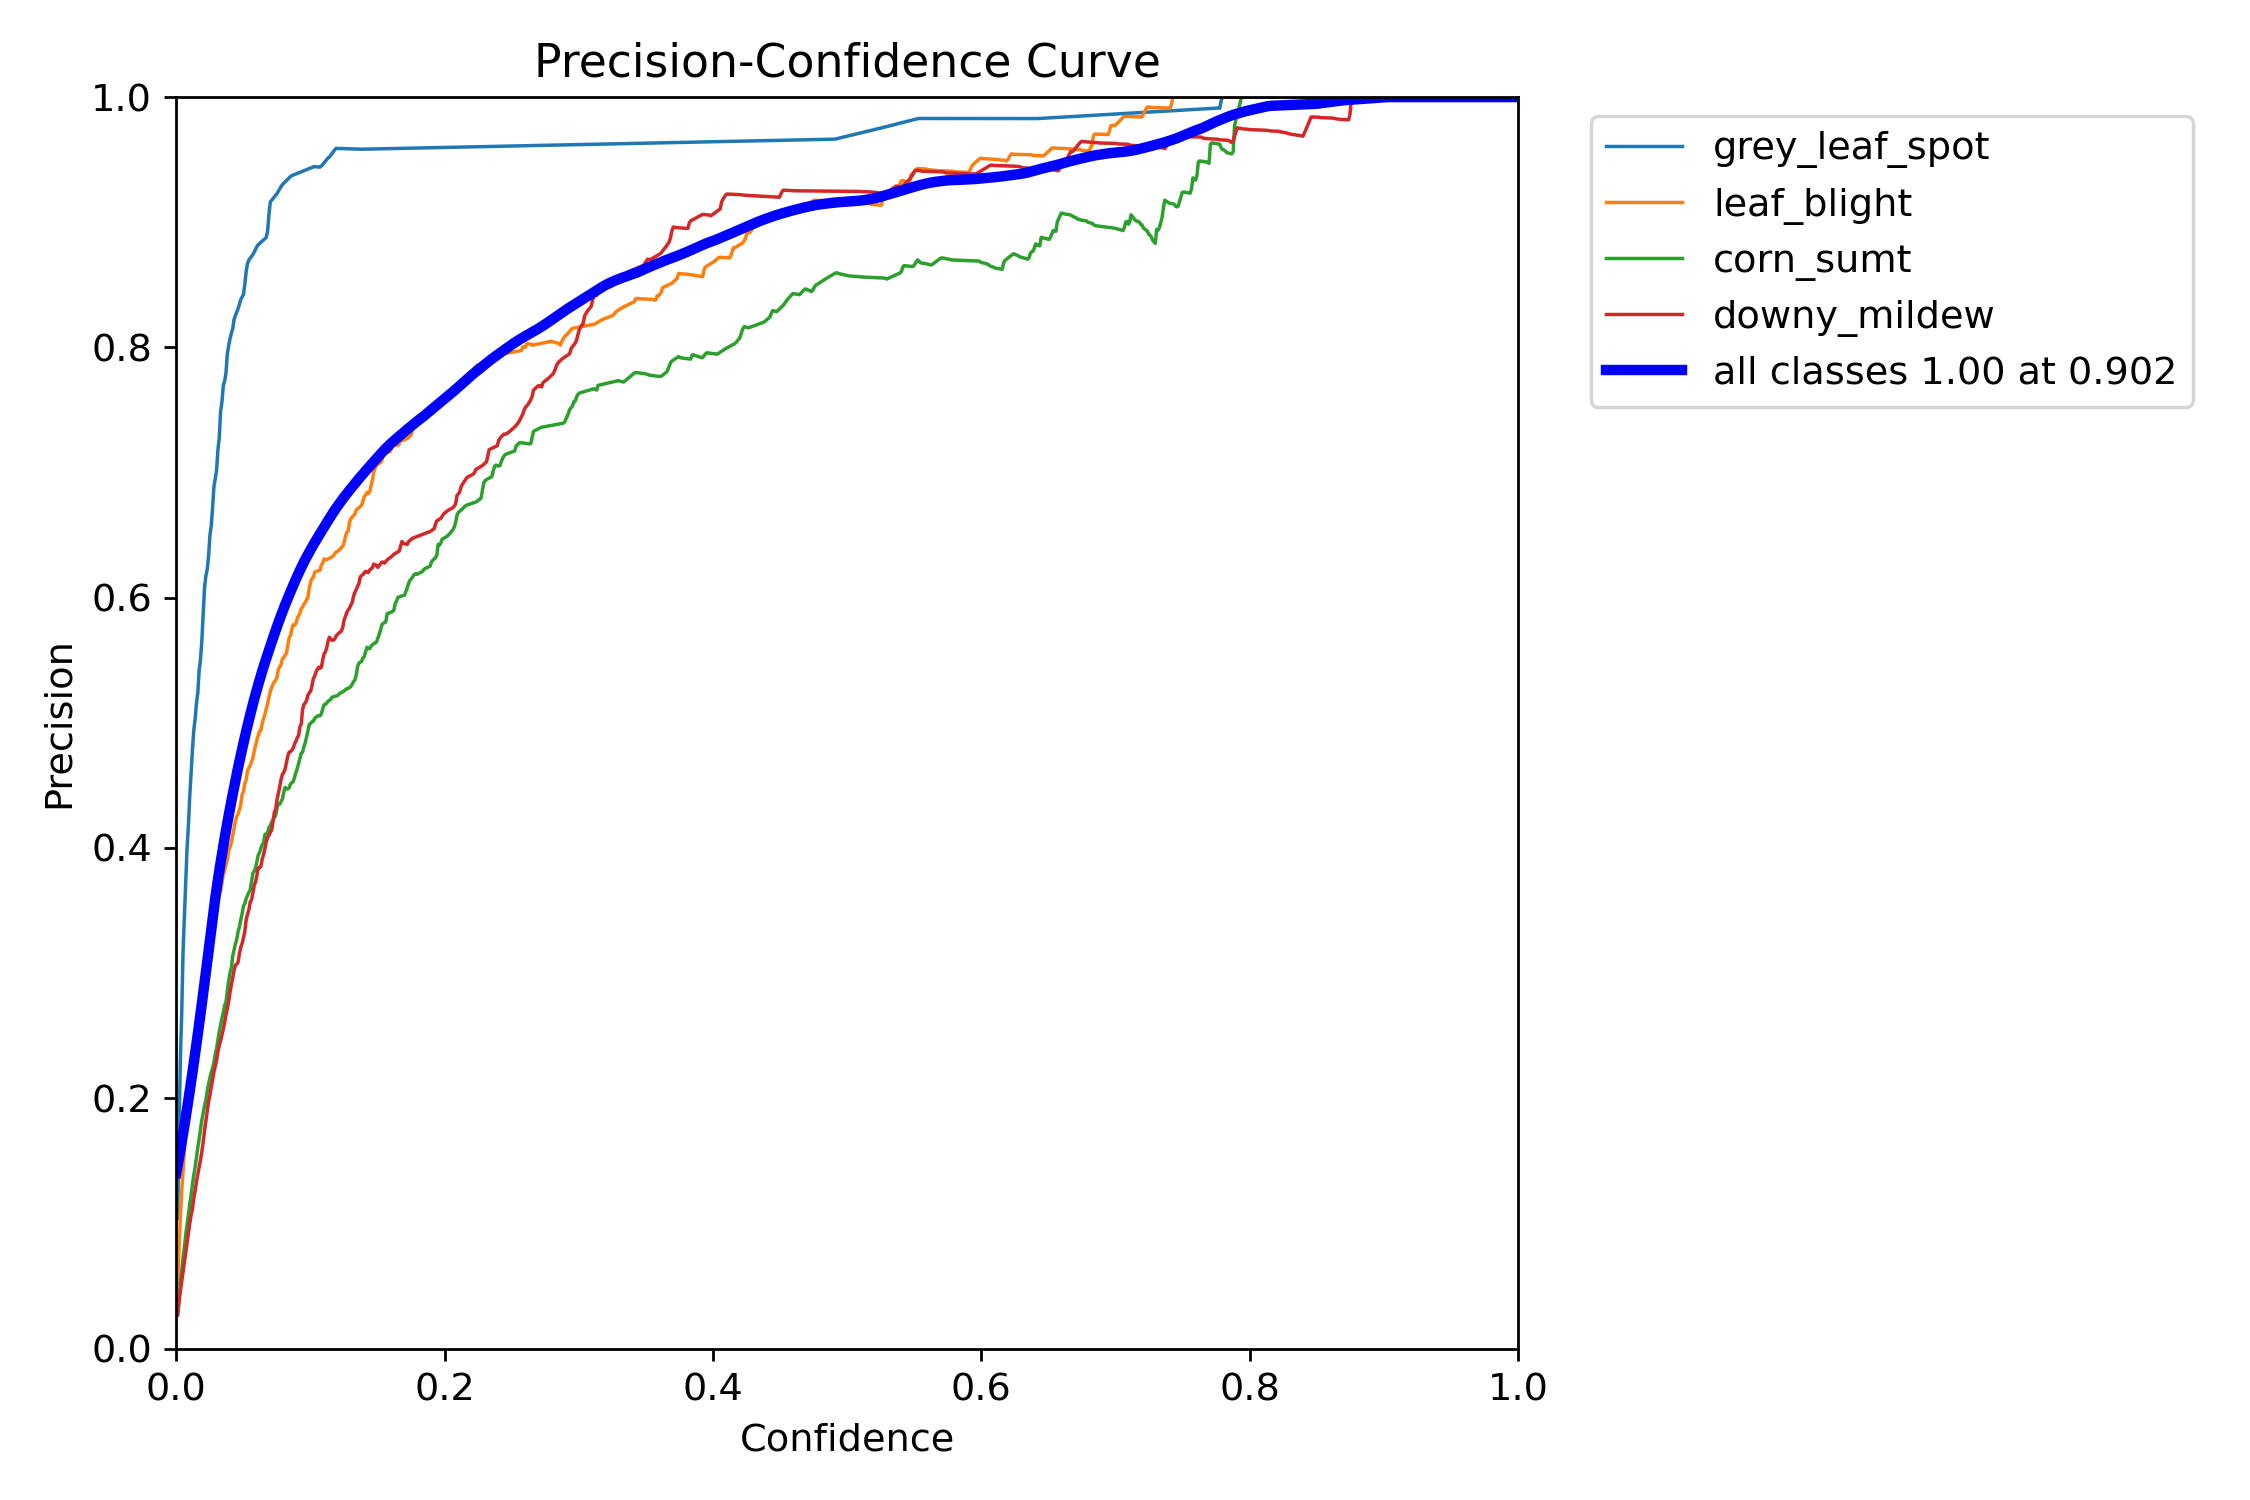 Precision-Confidence Curve
1.0
0.8
0.6
0.4
0.2
0.0
Precision
0.0 0.2 0.4 0.6 0.8 1.0
Confidence
grey_leaf_spot
leaf_blight
corn_sumt
downy_mildew
all classes 1.00 at 0.902